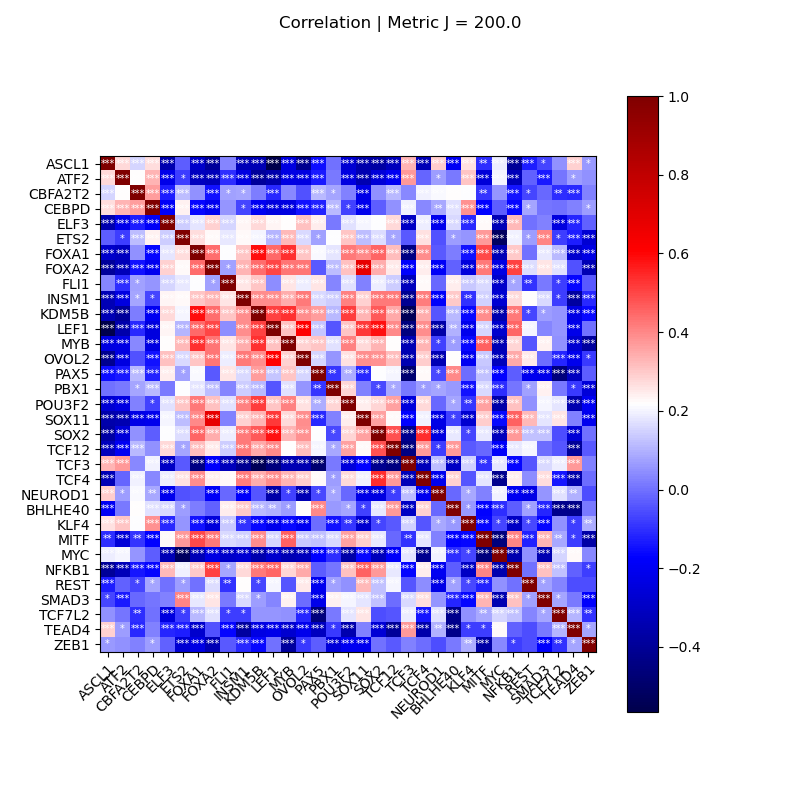 Correlation | Metric J = 200.0
ASCL1
ATF2
CBFA2T2
CEBPD
ELF3
ETS2
FOXA1
FOXA2
FLI1
INSM1
KDM5B
LEF1
MYB
OVOL2
PAX5
PBX1
POU3F2
SOX11
SOX2
TCF12
TCF3
TCF4
NEUROD1
BHLHE40
KLF4
MITF
MYC
NFKB1
REST
SMAD3
TCF7L2
TEAD4
ZEB1
ASCL1
ATF2
CBFA2T2
CEBPD
ELF3
ETS2
FOXA1
FOXA2
FLI1
INSM1
KDM5B
LEF1
MYB
OVOL2
PAX5
PBX1
POU3F2
SOX11
SOX2
TCF12
TCF3
TCF4
NEUROD1
BHLHE40
KLF4
MITF
MYC
NFKB1
REST
SMAD3
TCF7L2
TEAD4
ZEB1
1.0
0.8
0.6
0.4
0.2
0.0
−0.2
−0.4